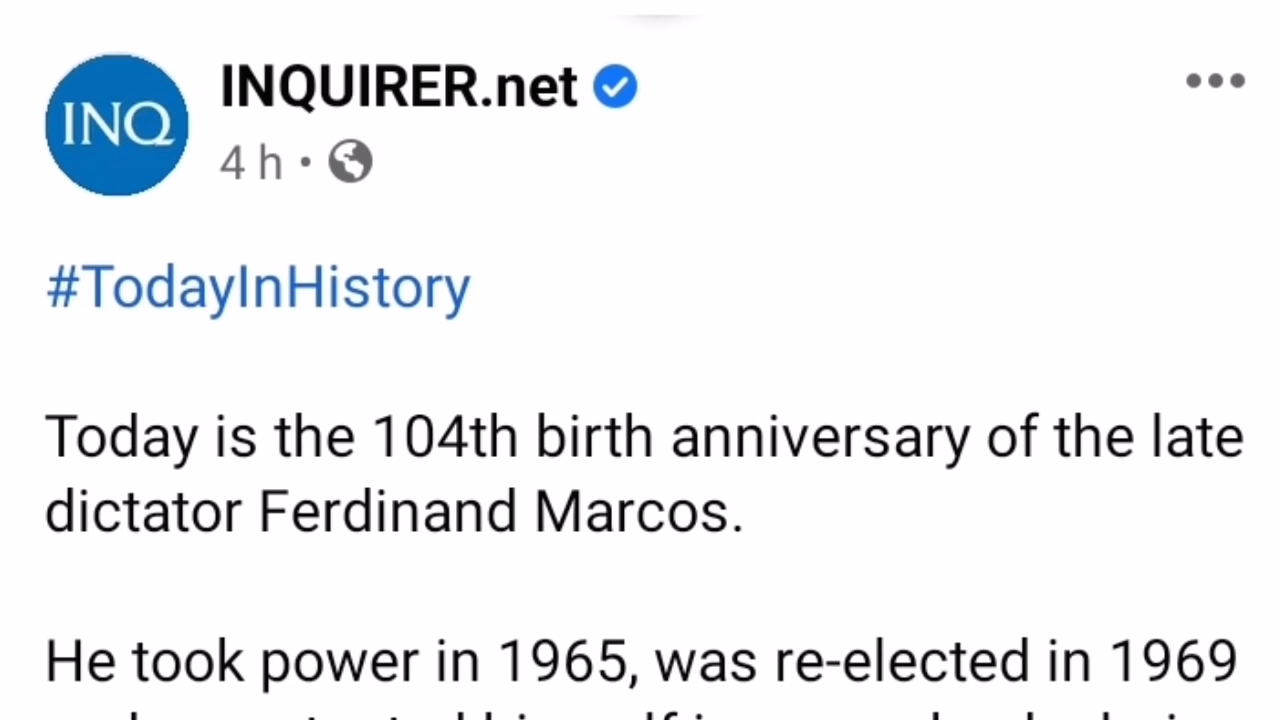 INQ
INQUIRER.net
4 h
#TodayInHistory
Today is the 104th birth anniversary of the late
dictator Ferdinand Marcos.
He took power in 1965, was re-elected in 1969